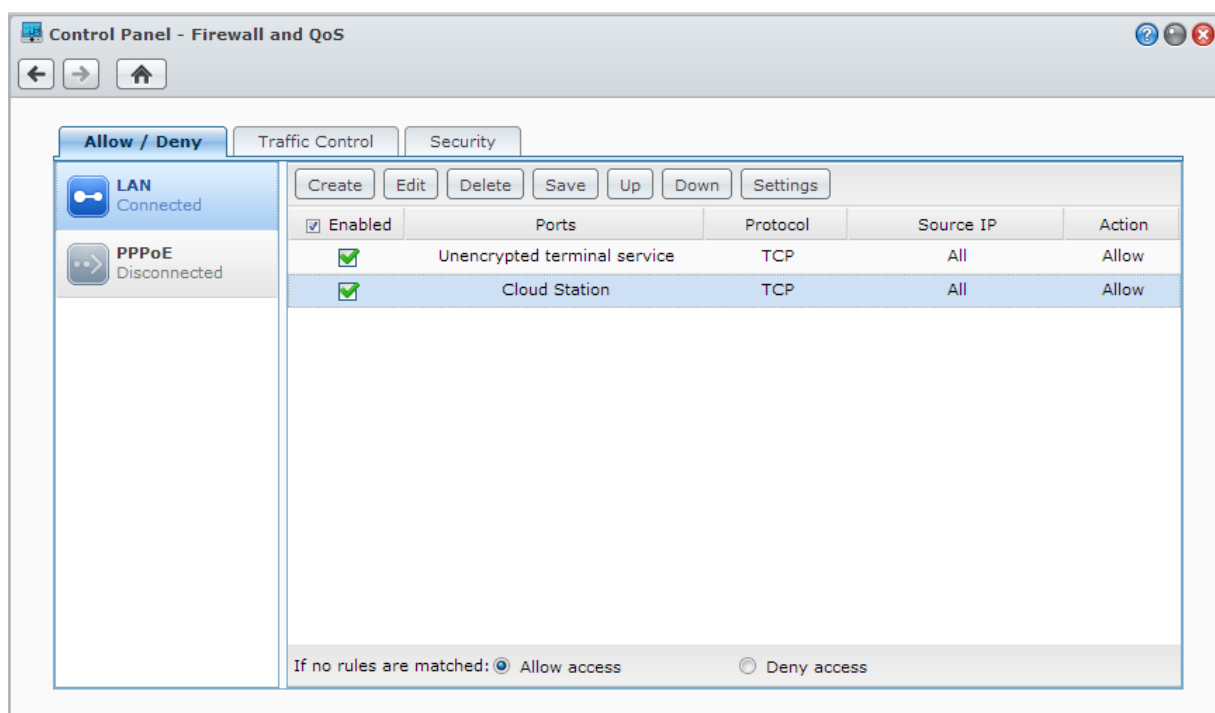 Control Panel - Firewall and QoS
Allow / Deny Traffic Control Security
LAN
Connected
PPPoE
Disconnected
Create Edit Delete Save Up Down Settings
Enabled Ports Protocol Source IP Action
Unencrypted terminal service TCP All Allow
Cloud Station TCP All Allow
If no rules are matched: Allow access Deny access